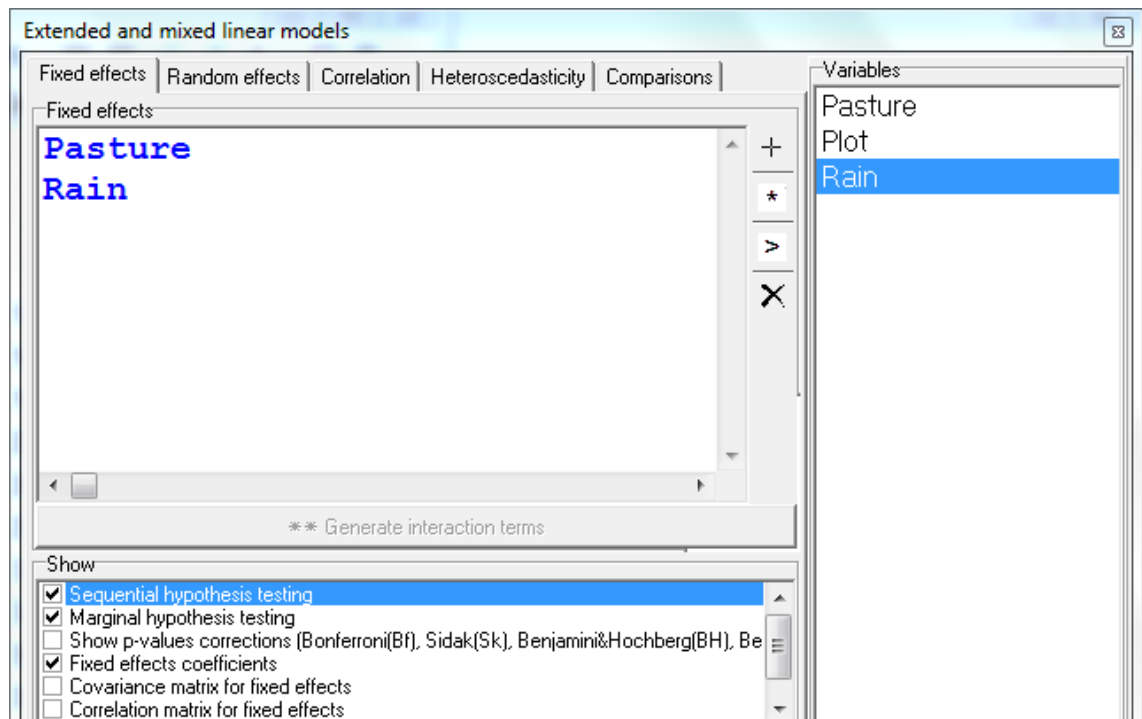 Extended and mixed linear models
Fixed effects Random effects Correlation Heteroscedasticity Comparisons
Fixed effects
Pasture
Rain
+
*
>
X
** Generate interaction terms
Show
Sequential hypothesis testing
Marginal hypothesis testing
Show p-values corrections (Bonferroni(Bf), Sidak(Sk), Benjamini&Hochberg(BH), Be
Fixed effects coefficients
Covariance matrix for fixed effects
Correlation matrix for fixed effects
Variables
Pasture
Plot
Rain